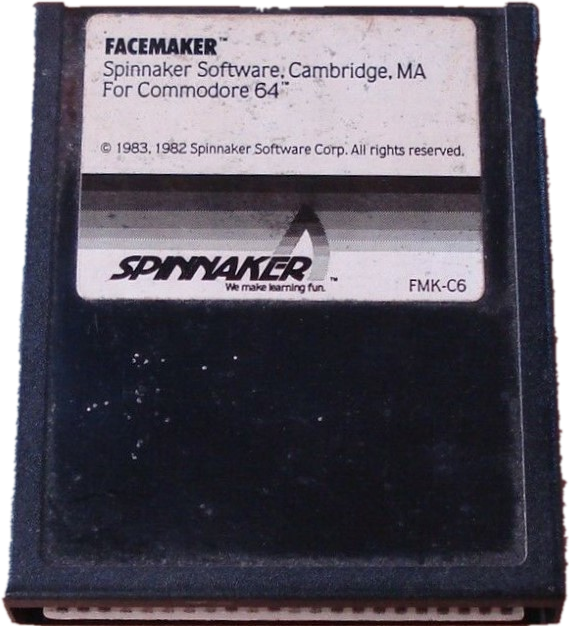 FACEMAKER™
Spinnaker Software, Cambridge, MA
For Commodore 64™
© 1983, 1982 Spinnaker Software Corp. All rights reserved.
SPINNAKER™
We make learning fun.
FMK-C6